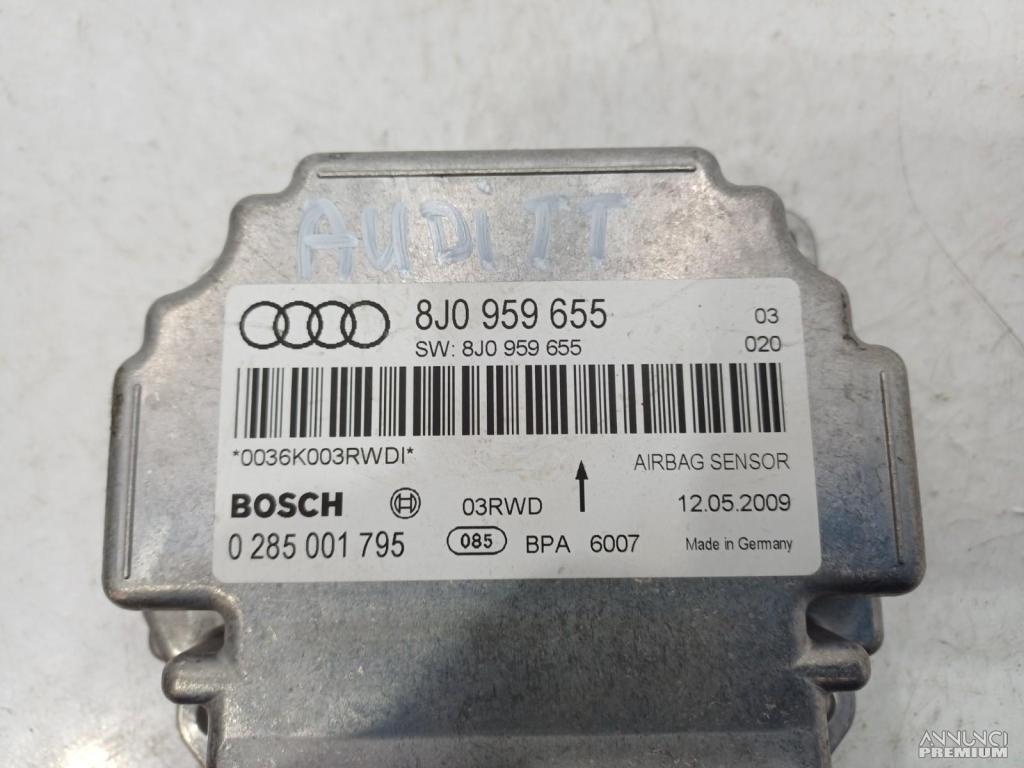 AUDI TT
8J0 959 655 03
SW: 8J0 959 655 020
*0036K003RWDI*
AIRBAG SENSOR
BOSCH 03RWD 12.05.2009
0 285 001 795 085 BPA 6007 Made in Germany
ANNUNCI
PREMIUM